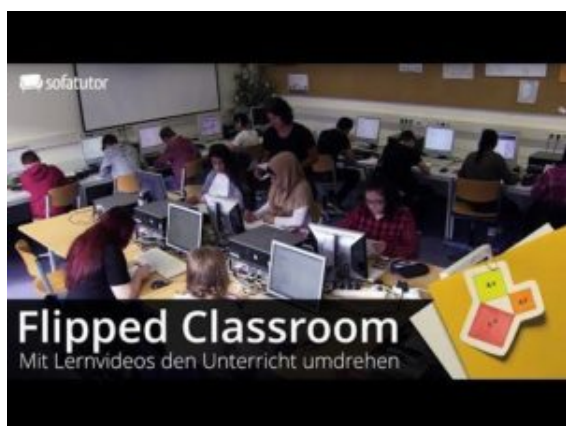 sofatutor
Flipped Classroom
Mit Lernvideos den Unterricht umdrehen